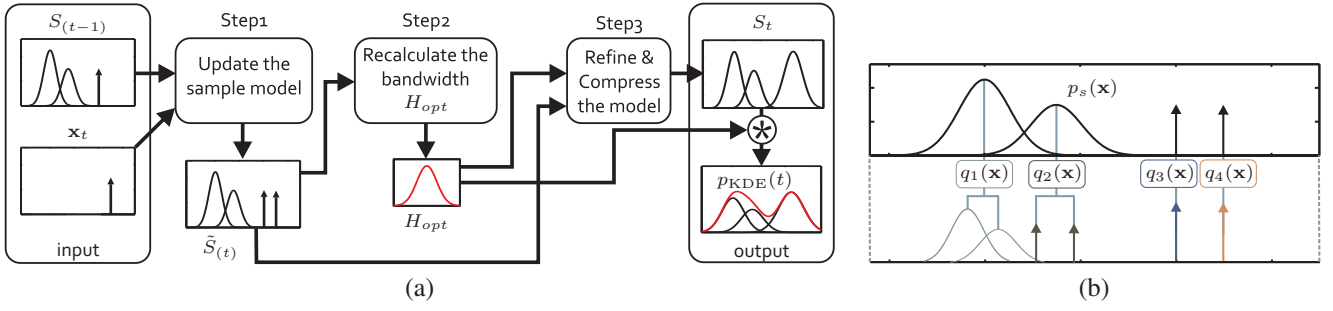 S(t−1)
Step1
Step2
Step3
S_t
Update the
sample model
Recalculate the
bandwidth
H_opt
Refine &
Compress
the model
x_t
p_s(x)
*
q_1(x)
q_2(x)
q_3(x)
q_4(x)
p_KDE(t)
H_opt
S̃(t)
input
output
(a)
(b)